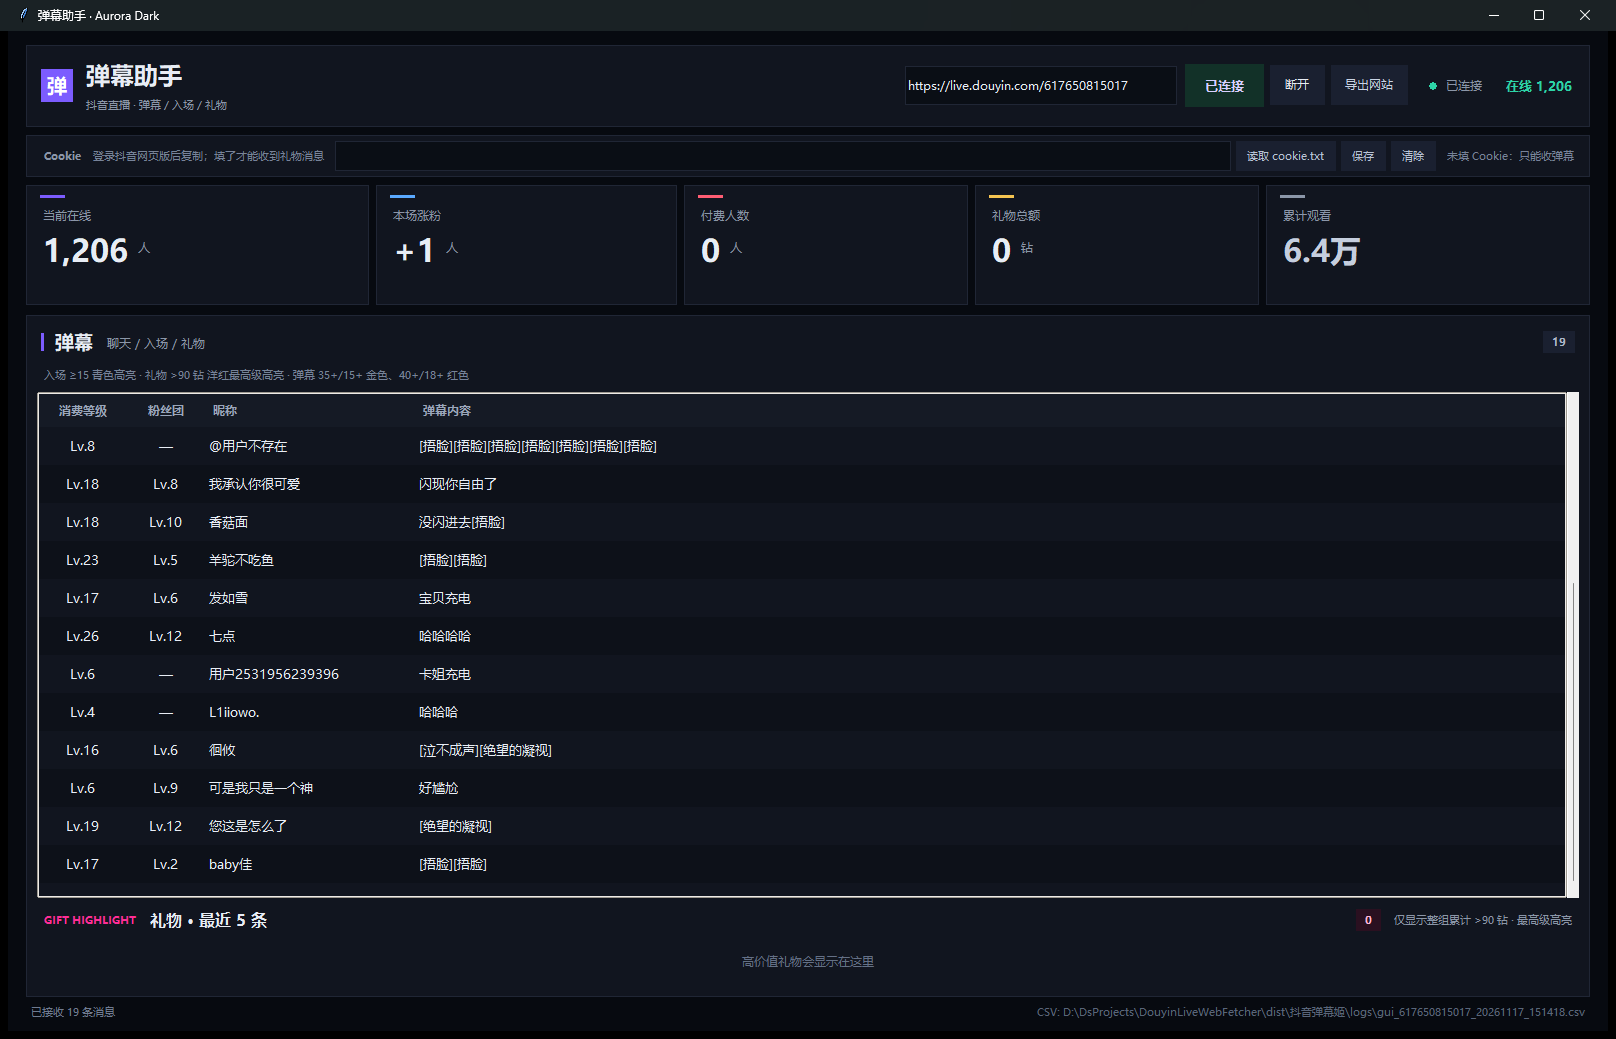 弹幕助手 · Aurora Dark
弹 弹幕助手
抖音直播 · 弹幕 / 入场 / 礼物
https://live.douyin.com/617650815017 已连接 断开 导出网站 已连接 在线 1,206
Cookie 登录抖音网页版后复制；填了才能收到礼物消息 读取 cookie.txt 保存 清除 未填 Cookie：只能收弹幕
当前在线 本场涨粉 付费人数 礼物总额 累计观看
1,206 人 +1 人 0 人 0 钻 6.4万
弹幕 聊天 / 入场 / 礼物 19
入场 ≥15 青色高亮 · 礼物 >90 钻 洋红最高级高亮 · 弹幕 35+/15+ 金色、40+/18+ 红色
消费等级 粉丝团 昵称 弹幕内容
Lv.8 — @用户不存在 [捂脸][捂脸][捂脸][捂脸][捂脸][捂脸][捂脸]
Lv.18 Lv.8 我承认你很可爱 闪现你自由了
Lv.18 Lv.10 香菇面 没闪进去[捂脸]
Lv.23 Lv.5 羊驼不吃鱼 [捂脸][捂脸]
Lv.17 Lv.6 发如雪 宝贝充电
Lv.26 Lv.12 七点 哈哈哈哈
Lv.6 — 用户2531956239396 卡姐充电
Lv.4 — L1iiowo. 哈哈哈
Lv.16 Lv.6 徊攸 [泣不成声][绝望的凝视]
Lv.6 Lv.9 可是我只是一个神 好尴尬
Lv.19 Lv.12 您这是怎么了 [绝望的凝视]
Lv.17 Lv.2 baby佳 [捂脸][捂脸]
GIFT HIGHLIGHT 礼物 • 最近 5 条 0 仅显示整组累计 >90 钻 · 最高级高亮
高价值礼物会显示在这里
已接收 19 条消息 CSV: D:\DsProjects\DouyinLiveWebFetcher\dist\抖音弹幕姬\logs\gui_617650815017_20261117_151418.csv